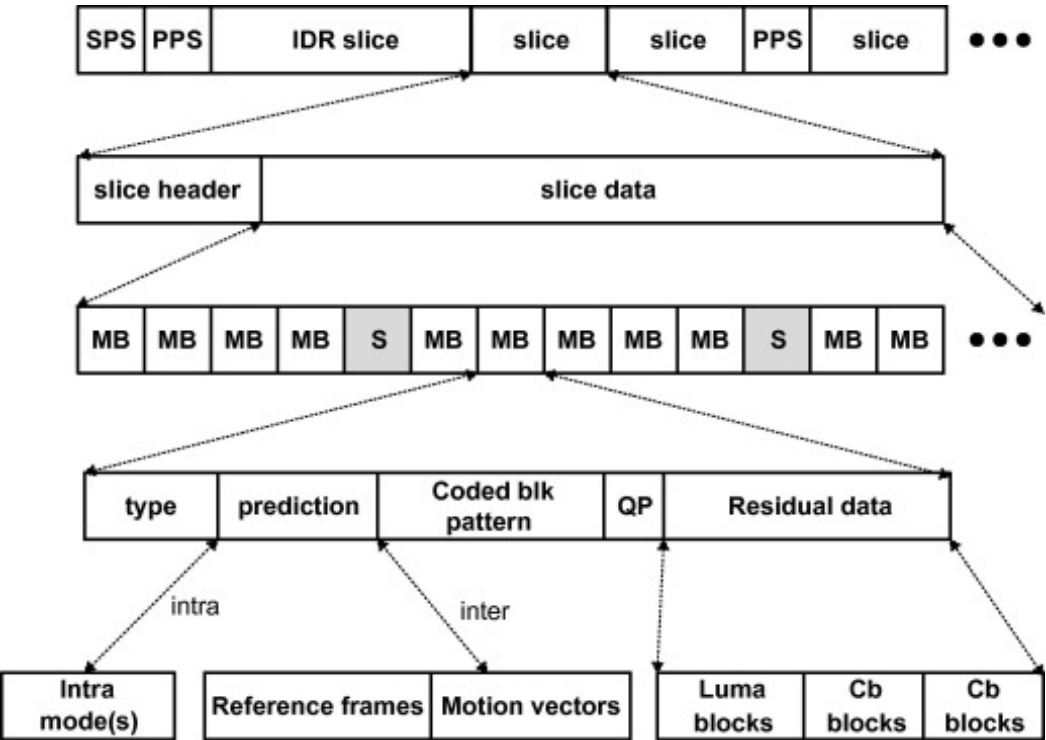 SPS PPS IDR slice slice slice PPS slice
slice header slice data
MB MB MB MB S MB MB MB MB MB S MB MB
type prediction Coded blk pattern QP Residual data
intra inter
Intra mode(s) Reference frames Motion vectors Luma blocks Cb blocks Cb blocks